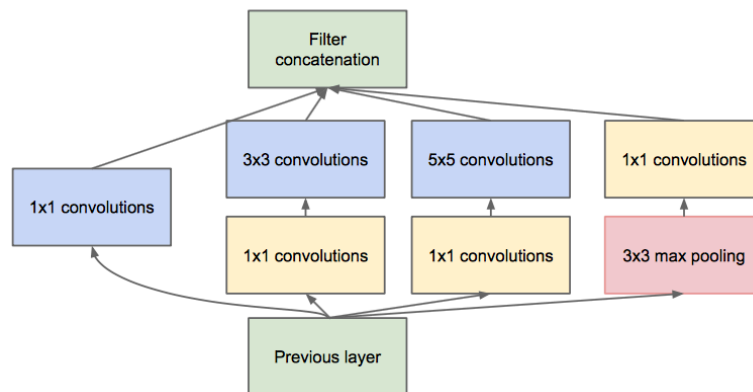 Filter
concatenation
3x3 convolutions
5x5 convolutions
1x1 convolutions
1x1 convolutions
1x1 convolutions
1x1 convolutions
3x3 max pooling
Previous layer